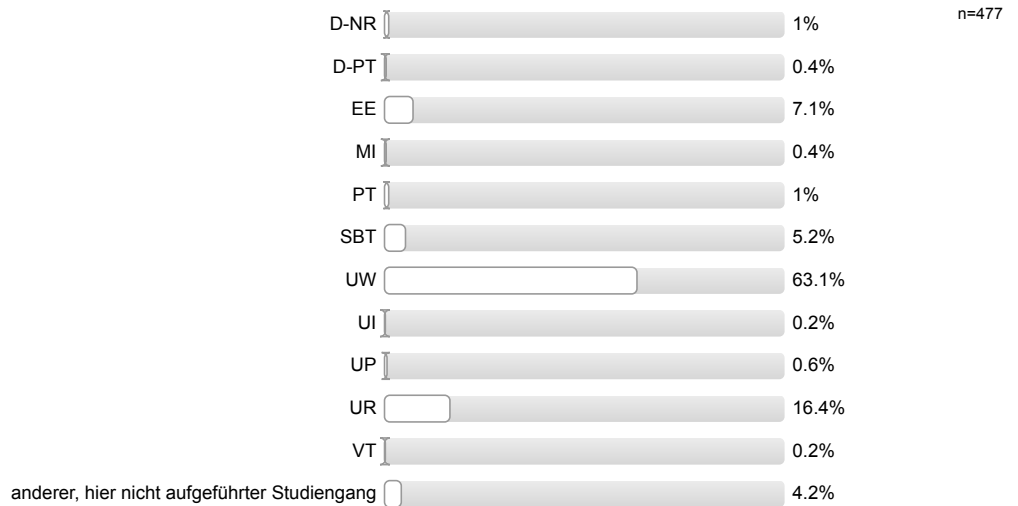 n=477
D-NR 1%
D-PT 0.4%
EE 7.1%
MI 0.4%
PT 1%
SBT 5.2%
UW 63.1%
UI 0.2%
UP 0.6%
UR 16.4%
VT 0.2%
anderer, hier nicht aufgeführter Studiengang 4.2%